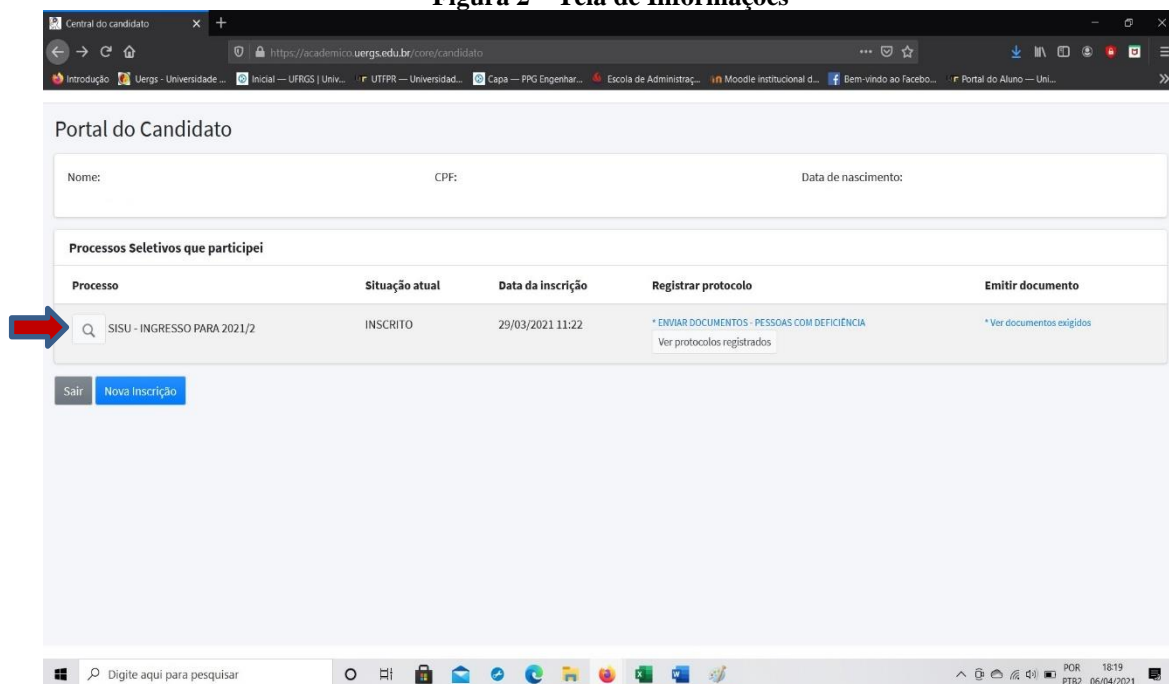 Figura 2 – Tela de Informações
Central do candidato
https://academico.uergs.edu.br/core/candidato
Introdução Uergs - Universidade ... Inicial — UFRGS | Univ... UTFPR — Universidad... Capa — PPG Engenhar... Escola de Administraç... Moodle institucional d... Bem-vindo ao Facebo... Portal do Aluno — Uni...
Portal do Candidato
Nome: CPF: Data de nascimento:
Processos Seletivos que participei
Processo Situação atual Data da inscrição Registrar protocolo Emitir documento
SISU - INGRESSO PARA 2021/2 INSCRITO 29/03/2021 11:22 * ENVIAR DOCUMENTOS - PESSOAS COM DEFICIÊNCIA * Ver documentos exigidos
Ver protocolos registrados
Sair Nova Inscrição
Digite aqui para pesquisar POR 18:19
PTB2 06/04/2021